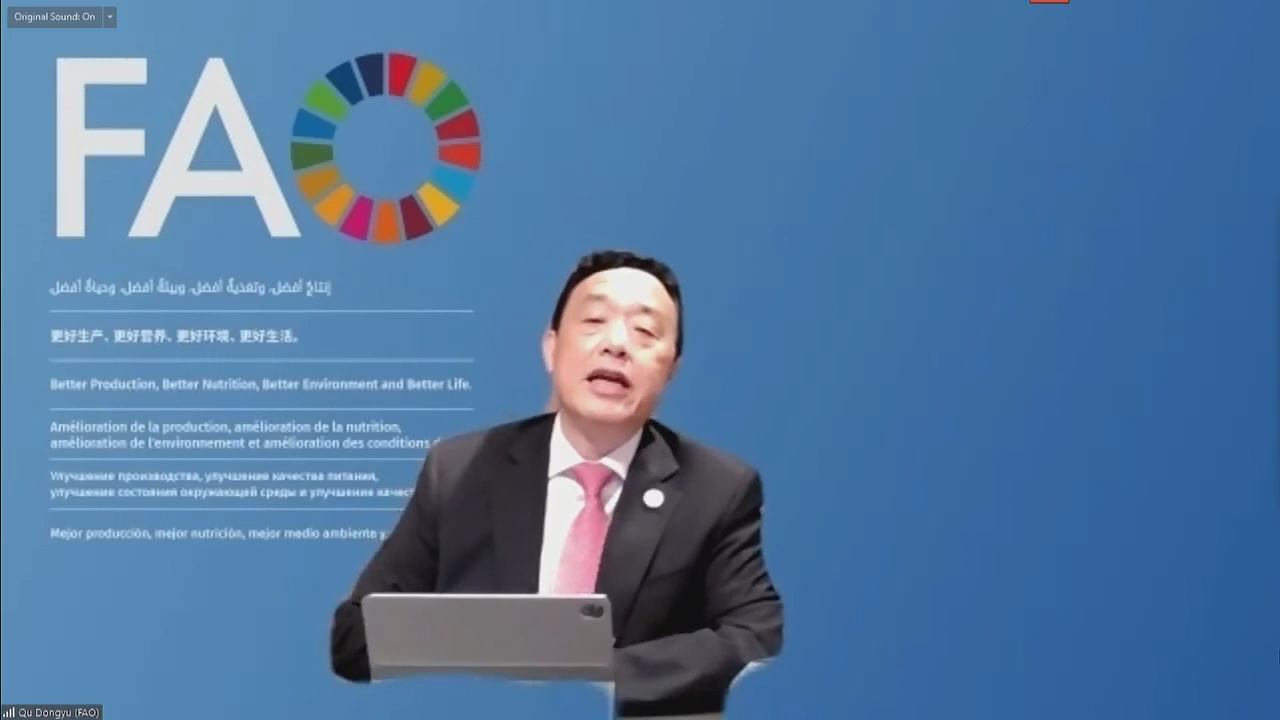 Original Sound: On
FAO
إنتاجٌ أفضل، وتغذيةٌ أفضل، وبيئةٌ أفضل، وحياةٌ أفضل.
更好生产、更好营养、更好环境、更好生活。
Better Production, Better Nutrition, Better Environment and Better Life.
Amélioration de la production, amélioration de la nutrition,
amélioration de l'environnement et amélioration des conditions
Улучшение производства, улучшение качества питания,
улучшение состояния окружающей среды и улучшение
Mejor producción, mejor nutrición, mejor medio ambiente y
Qu Dongyu (FAO)